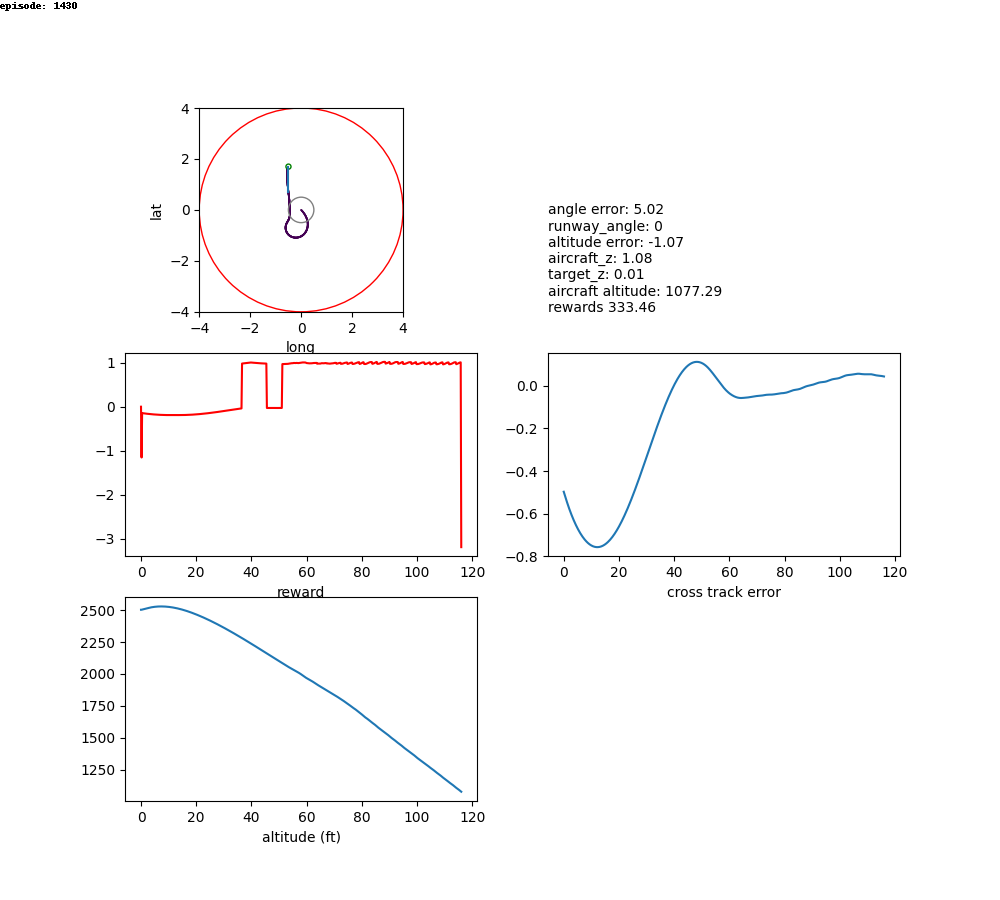 episode: 1430
4
2
0
−2
−4
lat
−4 −2 0 2 4
long
angle error: 5.02
runway_angle: 0
altitude error: -1.07
aircraft_z: 1.08
target_z: 0.01
aircraft altitude: 1077.29
rewards 333.46
1
0
−1
−2
−3
0 20 40 60 80 100 120
reward
0.0
−0.2
−0.4
−0.6
−0.8
0 20 40 60 80 100 120
cross track error
2500
2250
2000
1750
1500
1250
0 20 40 60 80 100 120
altitude (ft)